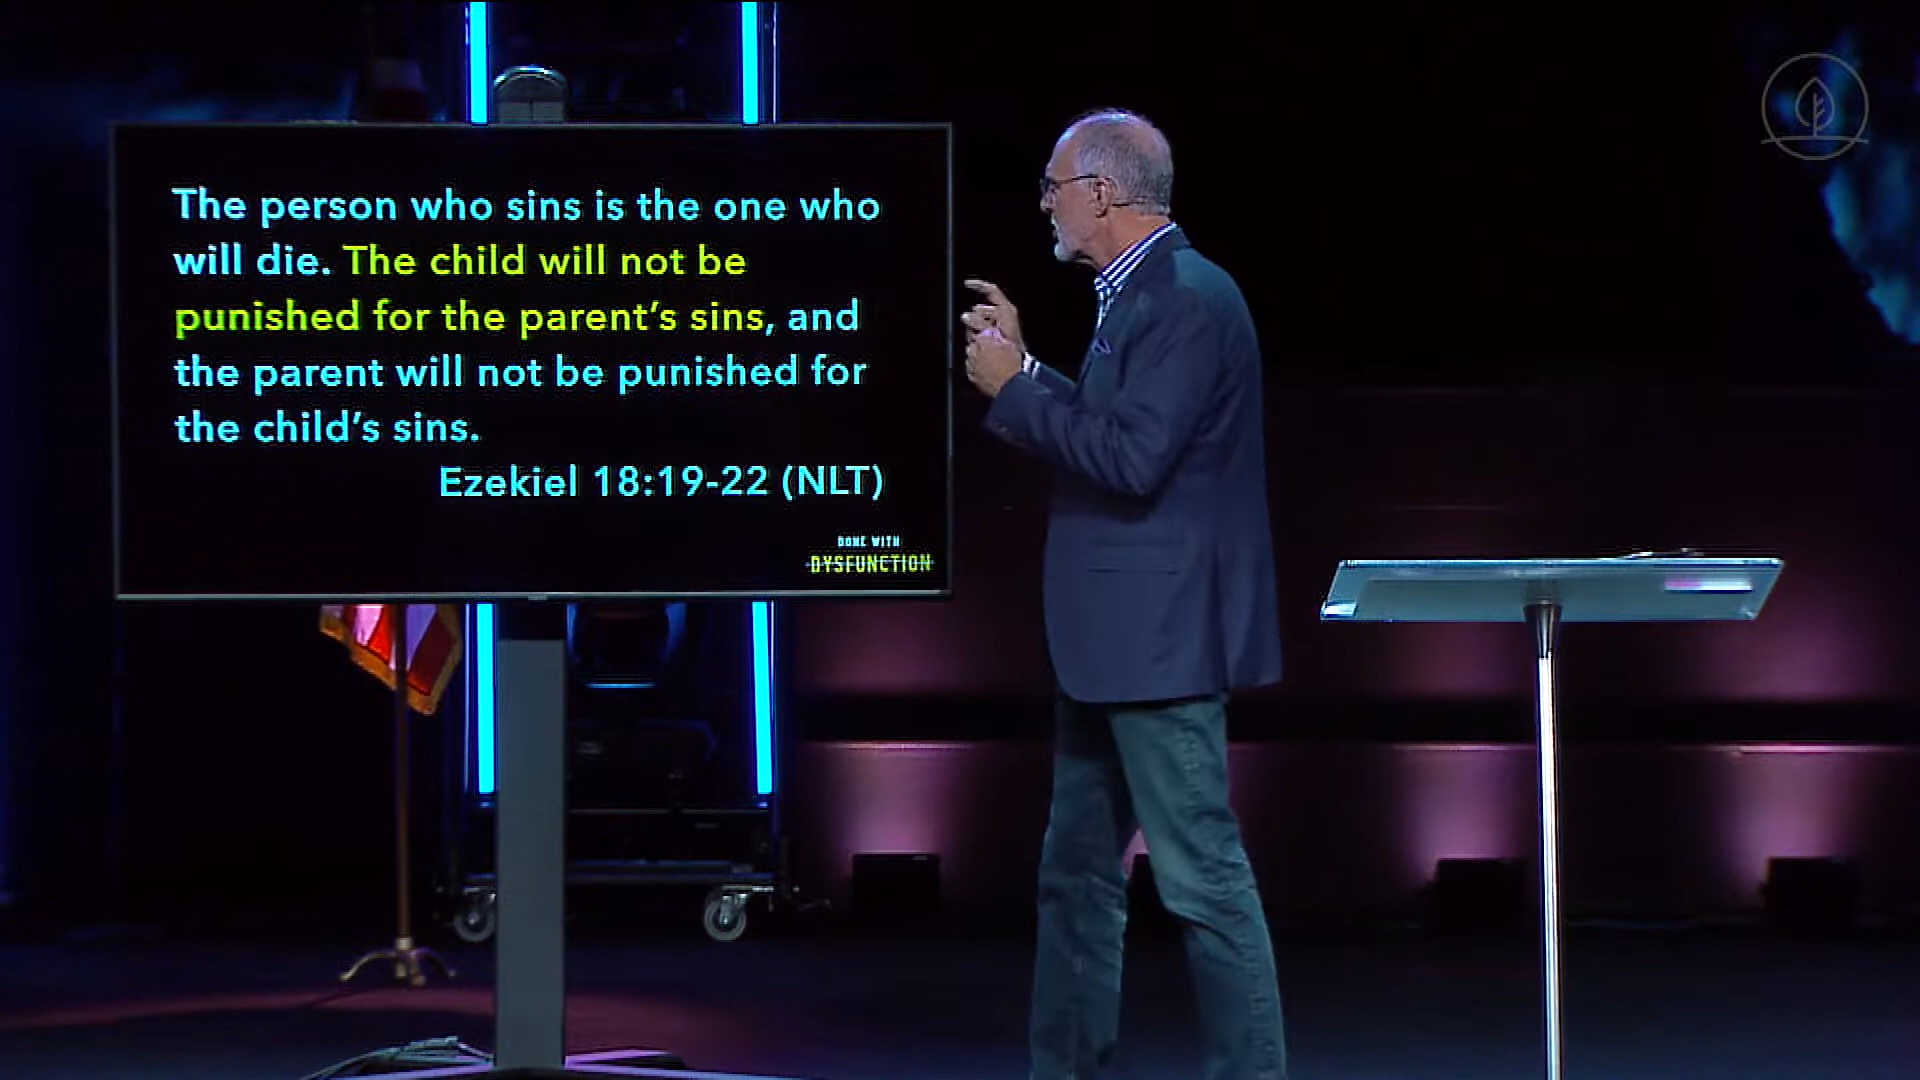 The person who sins is the one who
will die. The child will not be
punished for the parent's sins, and
the parent will not be punished for
the child's sins.
Ezekiel 18:19-22 (NLT)
DONE WITH
DYSFUNCTION